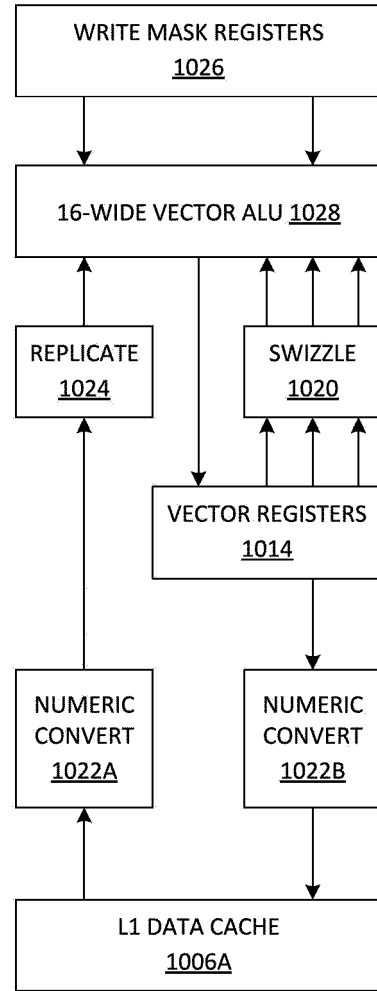 WRITE MASK REGISTERS
1026
16-WIDE VECTOR ALU 1028
REPLICATE
1024
SWIZZLE
1020
VECTOR REGISTERS
1014
NUMERIC
CONVERT
1022A
NUMERIC
CONVERT
1022B
L1 DATA CACHE
1006A